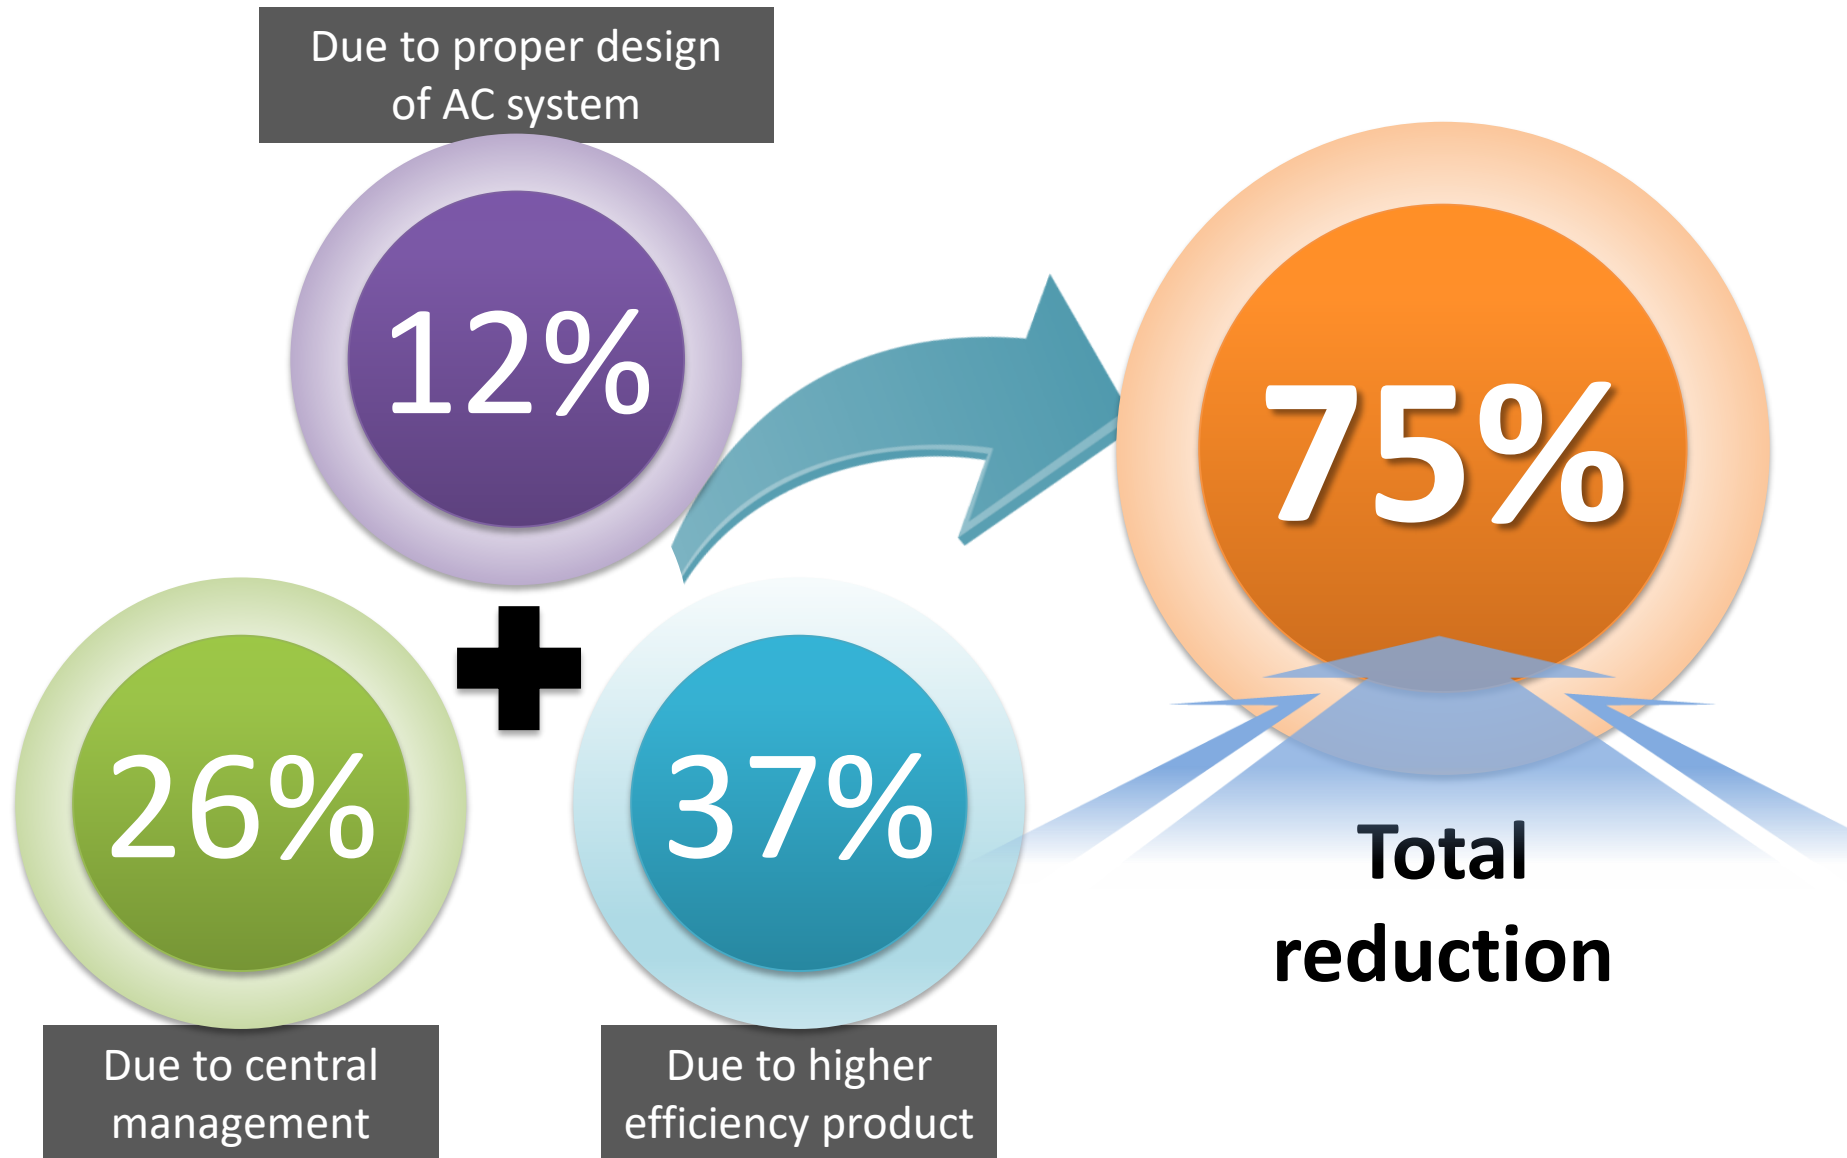 Due to proper design
of AC system
12%
75%
26%
37%
Total
reduction
Due to central
management
Due to higher
efficiency product